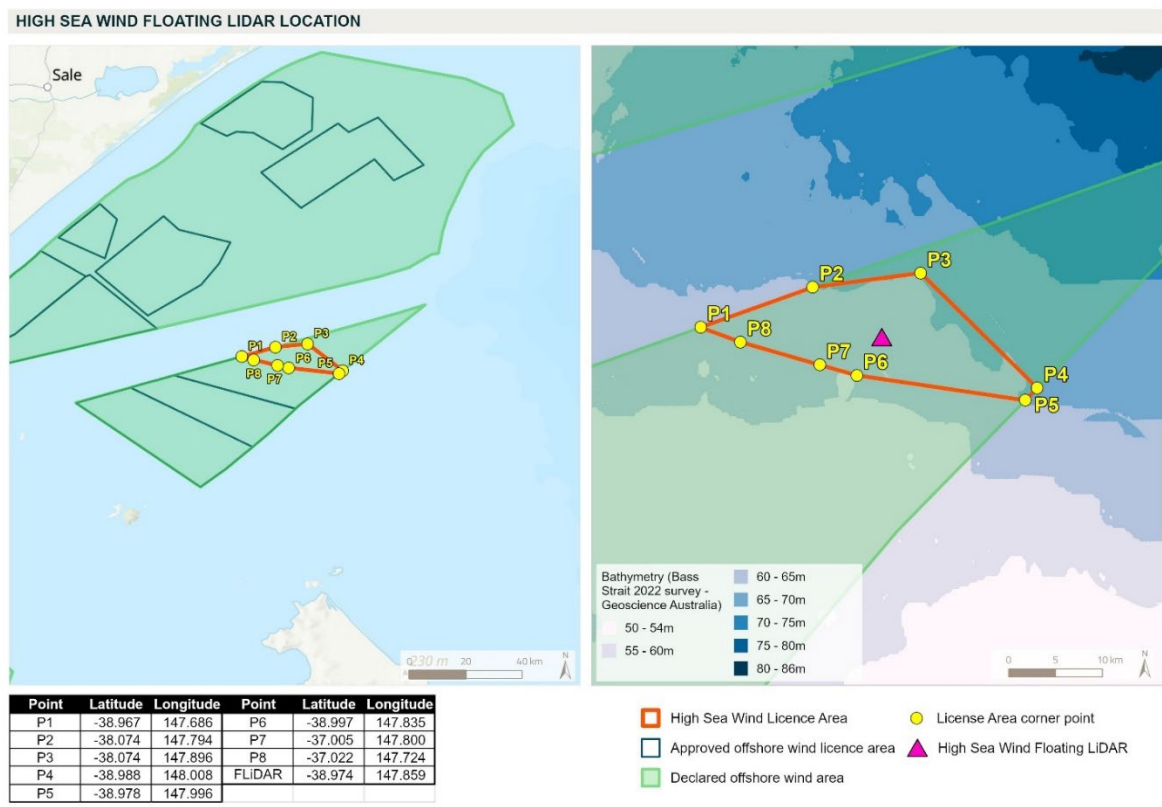 HIGH SEA WIND FLOATING LIDAR LOCATION
Sale
P1
P2
P3
P4
P5
P6
P7
P8
230 m
0 20 40 km
N
P1
P2
P3
P4
P5
P6
P7
P8
Bathymetry (Bass
Strait 2022 survey -
Geoscience Australia)
50 - 54m
55 - 60m
60 - 65m
65 - 70m
70 - 75m
75 - 80m
80 - 86m
0 5 10 km
N
Point Latitude Longitude Point Latitude Longitude
P1 -38.967 147.686 P6 -38.997 147.835
P2 -38.074 147.794 P7 -37.005 147.800
P3 -38.074 147.896 P8 -37.022 147.724
P4 -38.988 148.008 FLiDAR -38.974 147.859
P5 -38.978 147.996
High Sea Wind Licence Area
Approved offshore wind licence area
Declared offshore wind area
License Area corner point
High Sea Wind Floating LiDAR